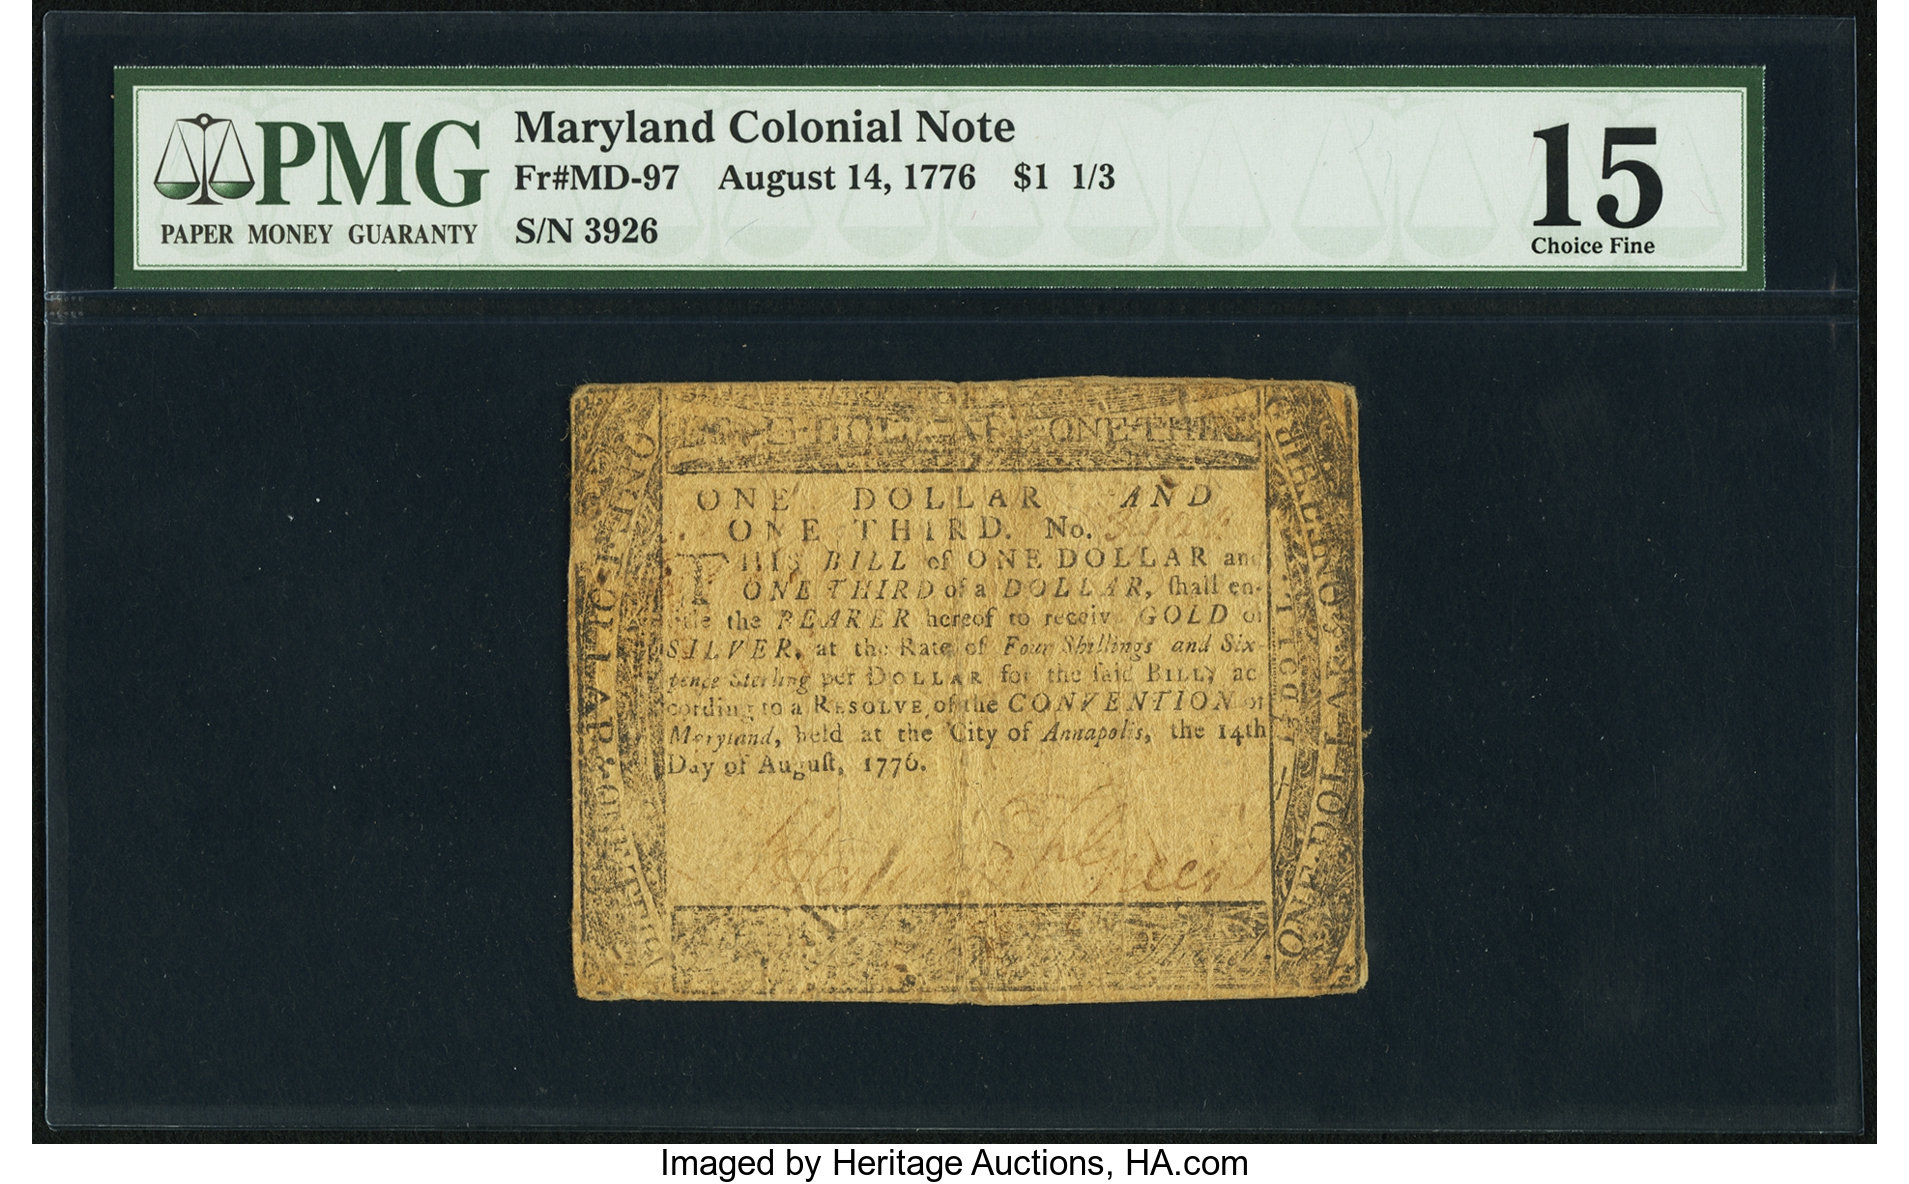 PMG
PAPER MONEY GUARANTY
Maryland Colonial Note
Fr#MD-97 August 14, 1776 $1 1/3
S/N 3926
15
Choice Fine
ONE THIR
ONE DOLLAR AND
ONE THIRD. No. 3926
THIS BILL of ONE DOLLAR and
ONE THIRD of a DOLLAR, ſhall en-
title the BEARER hereof to receive GOLD or
SILVER, at the Rate of Four Shillings and Six-
pence Sterling per DOLLAR for the ſaid BILL, ac
cording to a RESOLVE of the CONVENTION of
Maryland, held at the City of Annapolis, the 14th
Day of Auguſt, 1776.
ONE DOLLAR &
Imaged by Heritage Auctions, HA.com